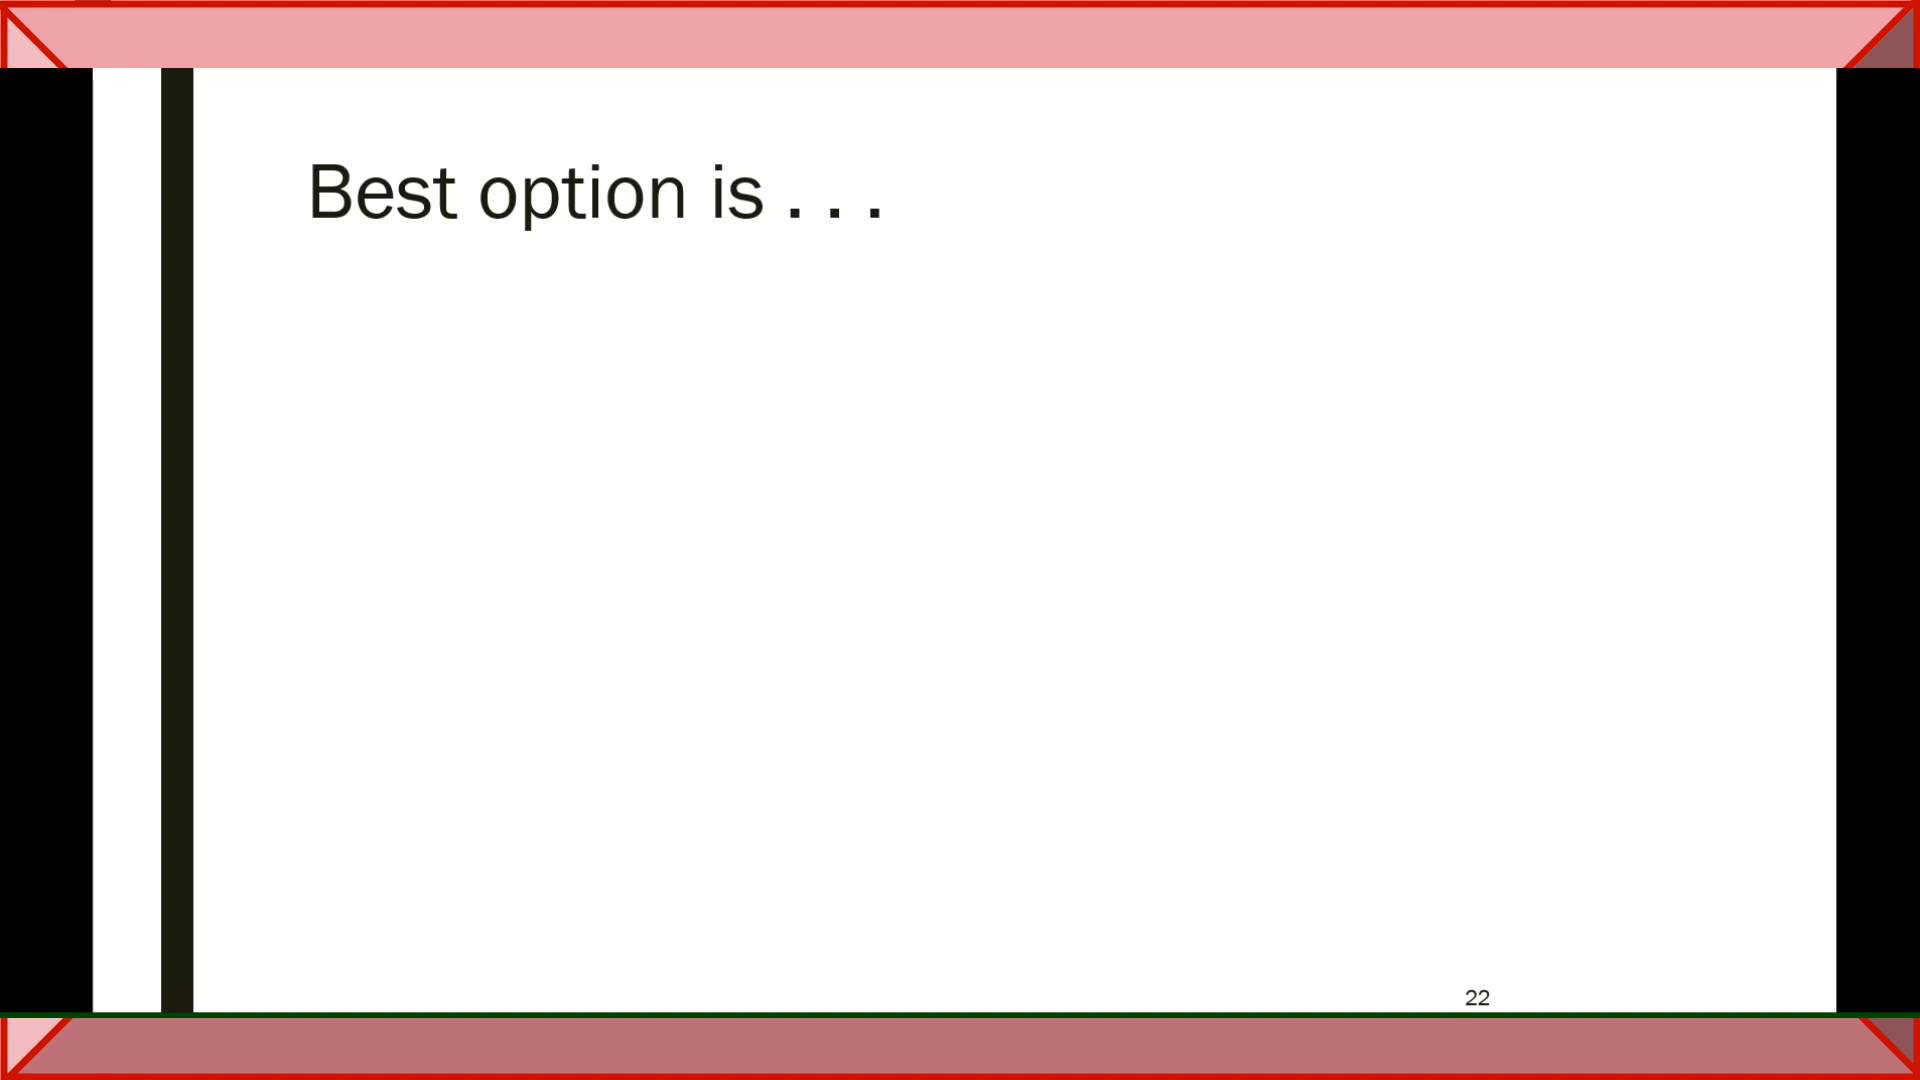 Best option is . . .
22